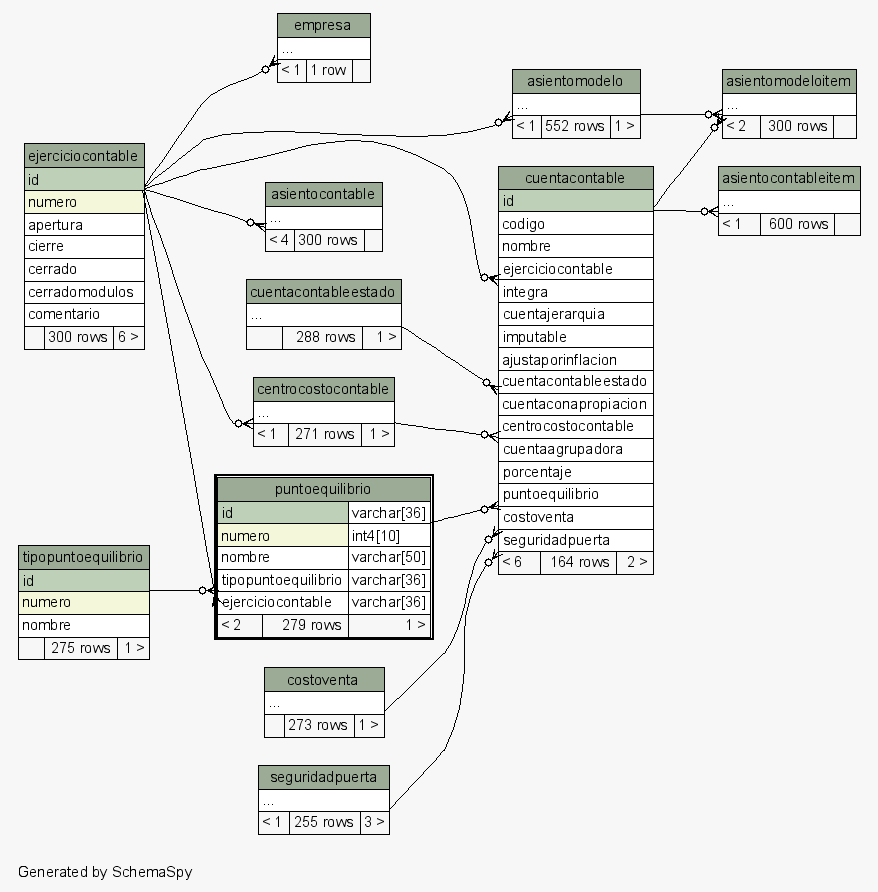 empresa
...
< 1 1 row
asientomodelo
...
< 1 552 rows 1 >
asientomodeloitem
...
< 2 300 rows
ejerciciocontable
id
numero
apertura
cierre
cerrado
cerradomodulos
comentario
300 rows 6 >
asientocontable
...
< 4 300 rows
cuentacontable
id
codigo
nombre
ejerciciocontable
integra
cuentajerarquia
imputable
ajustaporinflacion
cuentacontableestado
cuentaconapropiacion
centrocostocontable
cuentaagrupadora
porcentaje
puntoequilibrio
costoventa
seguridadpuerta
< 6 164 rows 2 >
asientocontableitem
...
< 1 600 rows
cuentacontableestado
...
288 rows 1 >
centrocostocontable
...
< 1 271 rows 1 >
puntoequilibrio
id varchar[36]
numero int4[10]
nombre varchar[50]
tipopuntoequilibrio varchar[36]
ejerciciocontable varchar[36]
< 2 279 rows 1 >
tipopuntoequilibrio
id
numero
nombre
275 rows 1 >
costoventa
...
273 rows 1 >
seguridadpuerta
...
< 1 255 rows 3 >
Generated by SchemaSpy